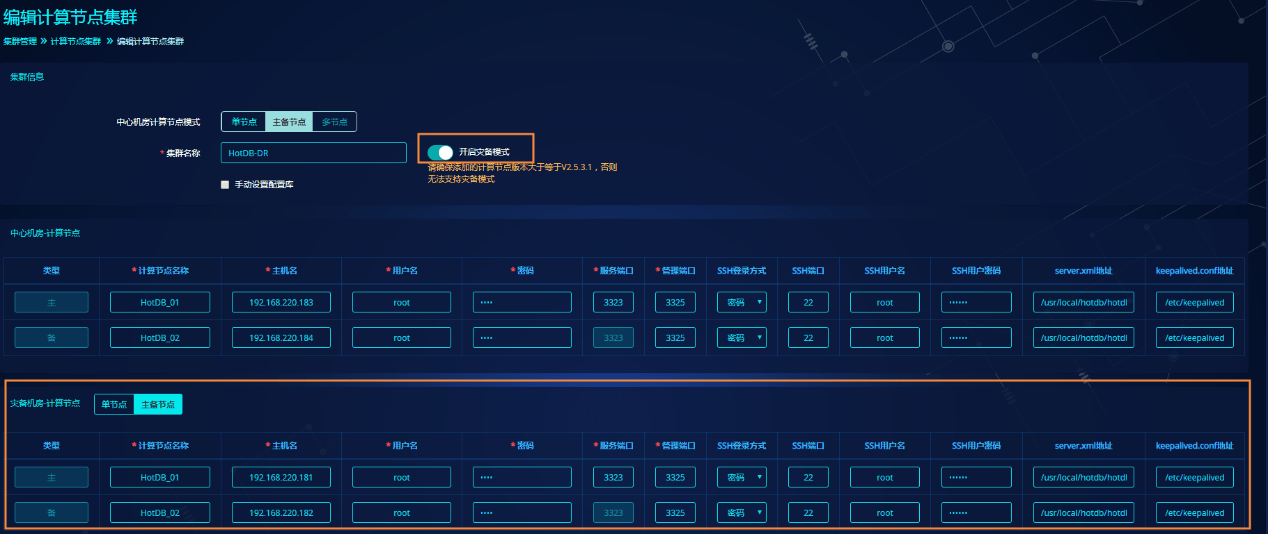 编辑计算节点集群
集群管理 » 计算节点集群 » 编辑计算节点集群
集群信息
中心机房计算节点模式 单节点 主备节点 多节点
* 集群名称 HotDB-DR 开启灾备模式
请确保添加的计算节点版本大于等于V2.5.3.1，否则
无法支持灾备模式
手动设置配置库
中心机房-计算节点
类型 * 计算节点名称 * 主机名 * 用户名 * 密码 * 服务端口 * 管理端口 SSH登录方式 SSH端口 SSH用户名 SSH用户密码 server.xml地址 keepalived.conf地址
主 HotDB_01 192.168.220.183 root •••• 3323 3325 密码 22 root •••••• /usr/local/hotdb/hotdl /etc/keepalived
备 HotDB_02 192.168.220.184 root •••• 3323 3325 密码 22 root •••••• /usr/local/hotdb/hotdl /etc/keepalived
灾备机房-计算节点 单节点 主备节点
类型 * 计算节点名称 * 主机名 * 用户名 * 密码 * 服务端口 * 管理端口 SSH登录方式 SSH端口 SSH用户名 SSH用户密码 server.xml地址 keepalived.conf地址
主 HotDB_01 192.168.220.181 root •••• 3323 3325 密码 22 root •••••• /usr/local/hotdb/hotdl /etc/keepalived
备 HotDB_02 192.168.220.182 root •••• 3323 3325 密码 22 root •••••• /usr/local/hotdb/hotdl /etc/keepalived